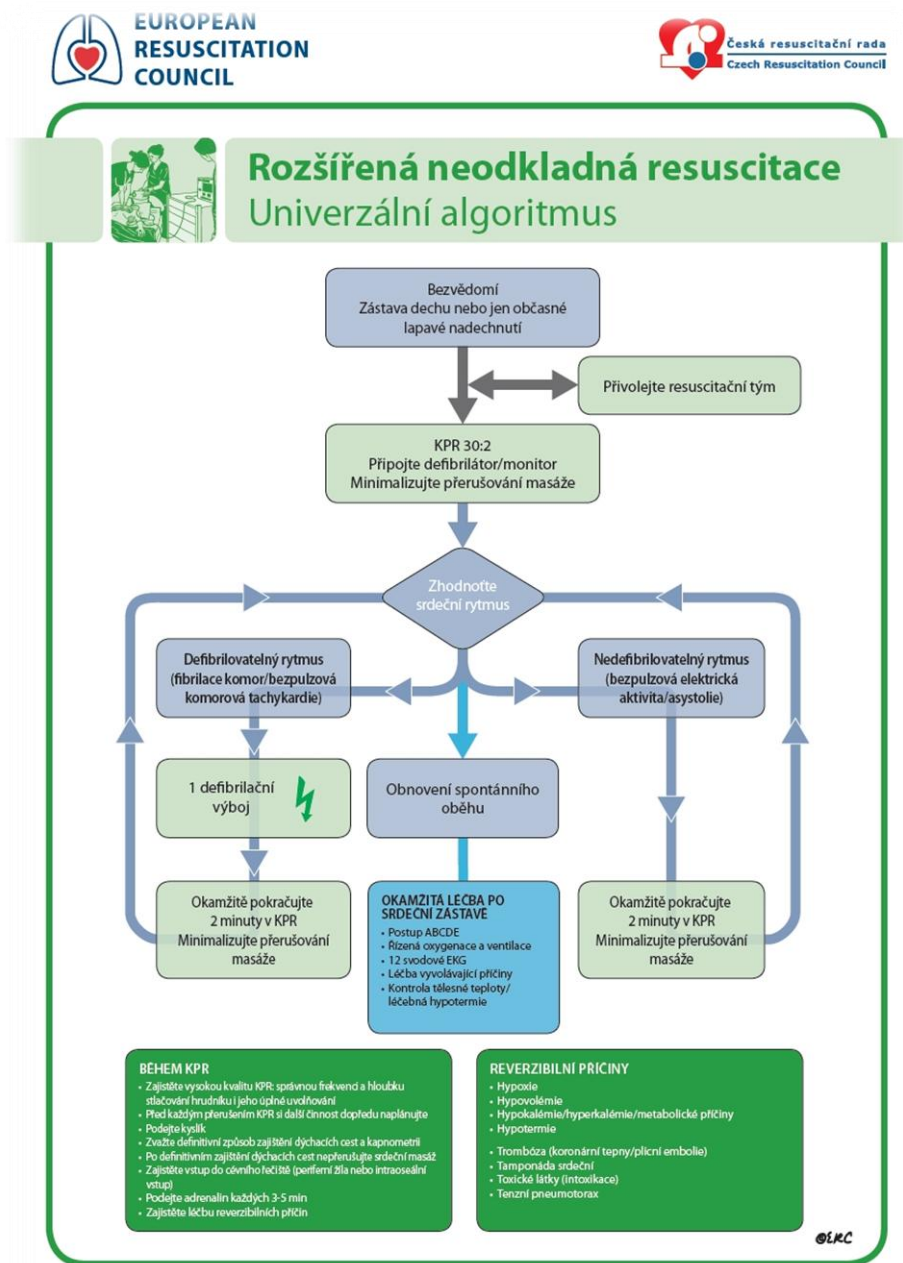 EUROPEAN
RESUSCITATION
COUNCIL
Česká resuscitační rada
Czech Resuscitation Council
Rozšířená neodkladná resuscitace
Univerzální algoritmus
Bezvědomí
Zástava dechu nebo jen občasné
lapavé nadechnutí
Přivolejte resuscitační tým
KPR 30:2
Připojte defibrilátor/monitor
Minimalizujte přerušování masáže
Zhodnoťte
srdeční rytmus
Defibrilovatelný rytmus
(fibrilace komor/bezpulzová
komorová tachykardie)
Nedefibrilovatelný rytmus
(bezpulzová elektrická
aktivita/asystolie)
1 defibrilační
výboj
Obnovení spontánního
oběhu
Okamžitě pokračujte
2 minuty v KPR
Minimalizujte přerušování
masáže
OKAMŽITÁ LÉČBA PO
SRDEČNÍ ZÁSTAVĚ
• Postup ABCDE
• Řízená oxygenace a ventilace
• 12 svodové EKG
• Léčba vyvolávající příčiny
• Kontrola tělesné teploty/
léčebná hypotermie
Okamžitě pokračujte
2 minuty v KPR
Minimalizujte přerušování
masáže
BĚHEM KPR
• Zajistěte vysokou kvalitu KPR: správnou frekvenci a hloubku
stlačování hrudníku i jeho úplné uvolňování
• Před každým přerušením KPR si další činnost dopředu naplánujte
• Podejte kyslík
• Zvažte definitivní způsob zajištění dýchacích cest a kapnometrii
• Po definitivním zajištění dýchacích cest nepřerušujte srdeční masáž
• Zajistěte vstup do cévního řečiště (periferní žíla nebo intraoseální
vstup)
• Podejte adrenalin každých 3-5 min
• Zajistěte léčbu reverzibilních příčin
REVERZIBILNÍ PŘÍČINY
• Hypoxie
• Hypovolémie
• Hypokalémie/hyperkalémie/metabolické příčiny
• Hypotermie
• Trombóza (koronární tepny/plicní embolie)
• Tamponáda srdeční
• Toxické látky (intoxikace)
• Tenzní pneumotorax
@ERC